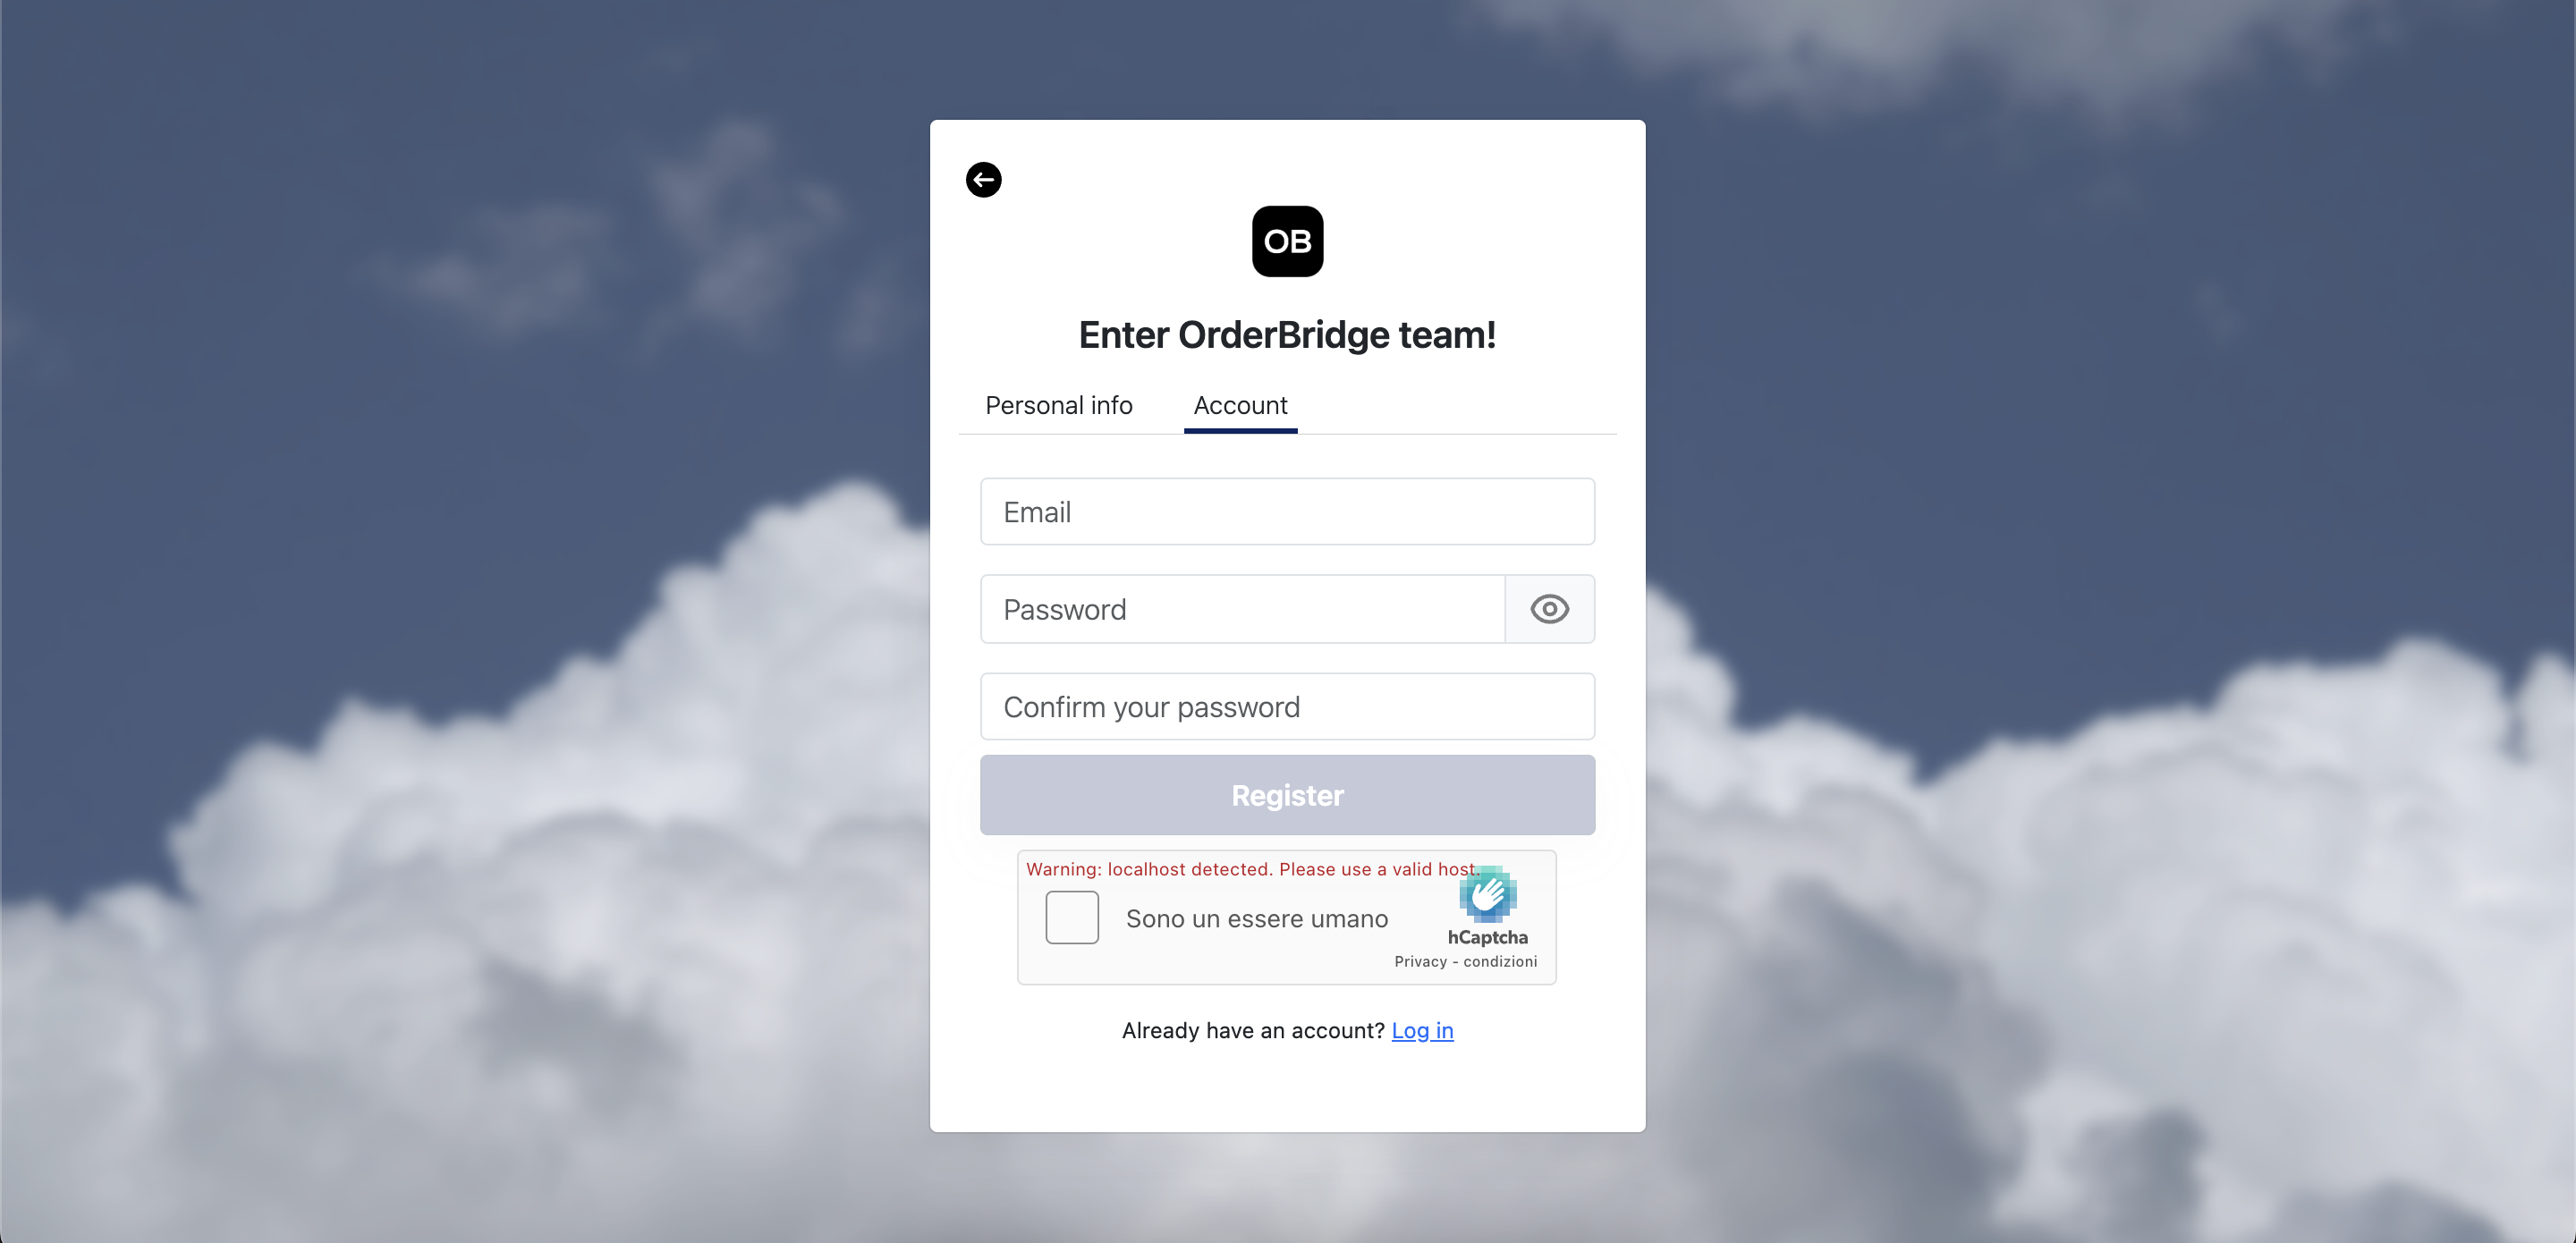 OB
Enter OrderBridge team!
Personal info Account
Email
Password
Confirm your password
Register
Warning: localhost detected. Please use a valid host.
Sono un essere umano
hCaptcha
Privacy - condizioni
Already have an account? Log in